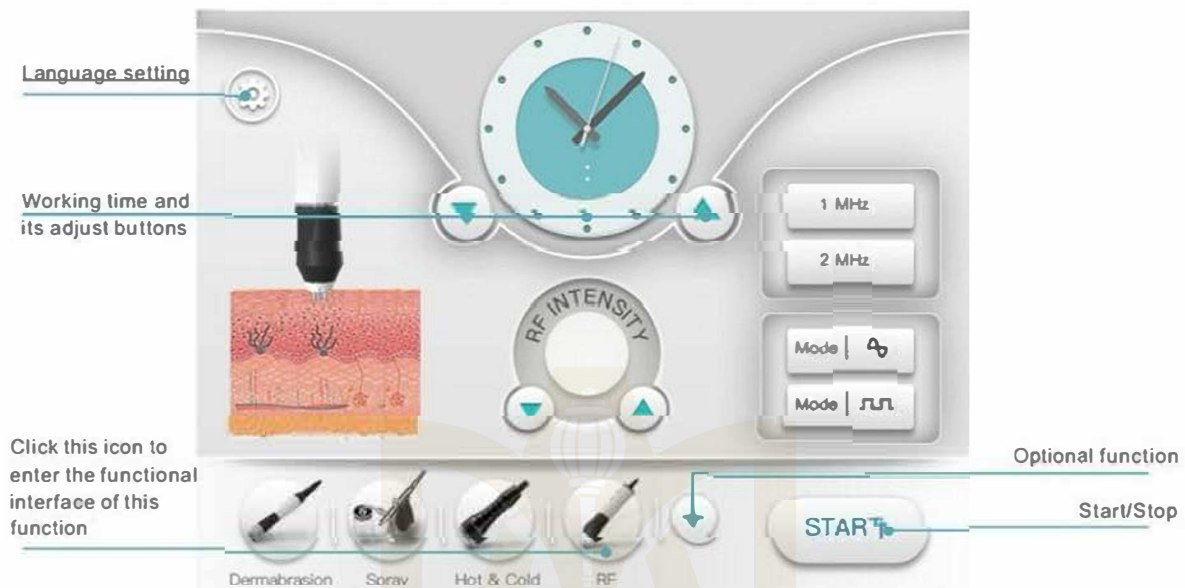 Language setting
Working time and
its adjust buttons
1 MHz
2 MHz
RF INTENSITY
Mode
Mode
Click this icon to
enter the functional
interface of this
function
Optional function
Start/Stop
START
Dermabrasion
Spray
Hot & Cold
RF